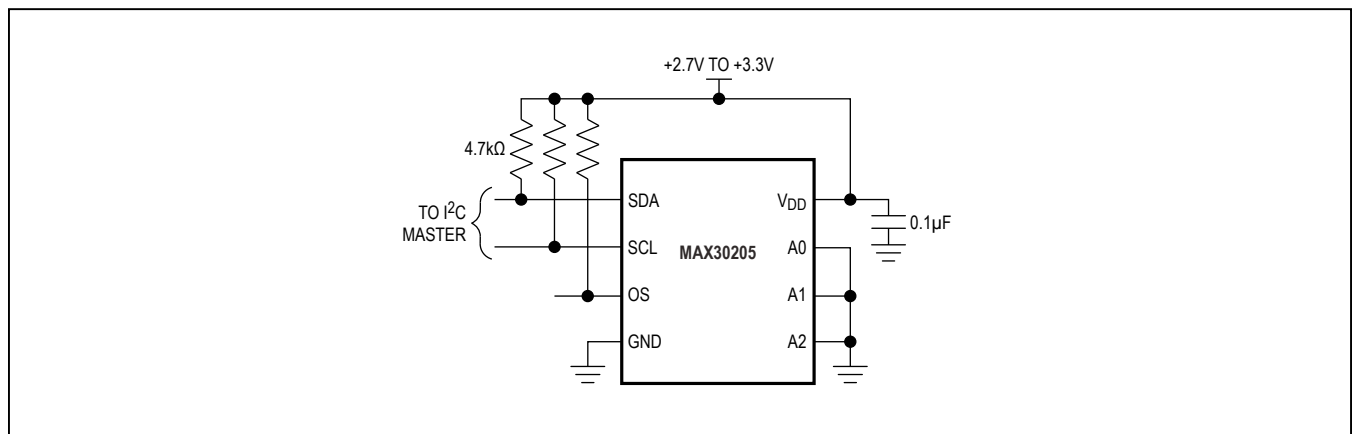 +2.7V TO +3.3V
4.7kΩ
TO I²C
MASTER
SDA
SCL
OS
GND
MAX30205
VDD
A0
A1
A2
0.1µF